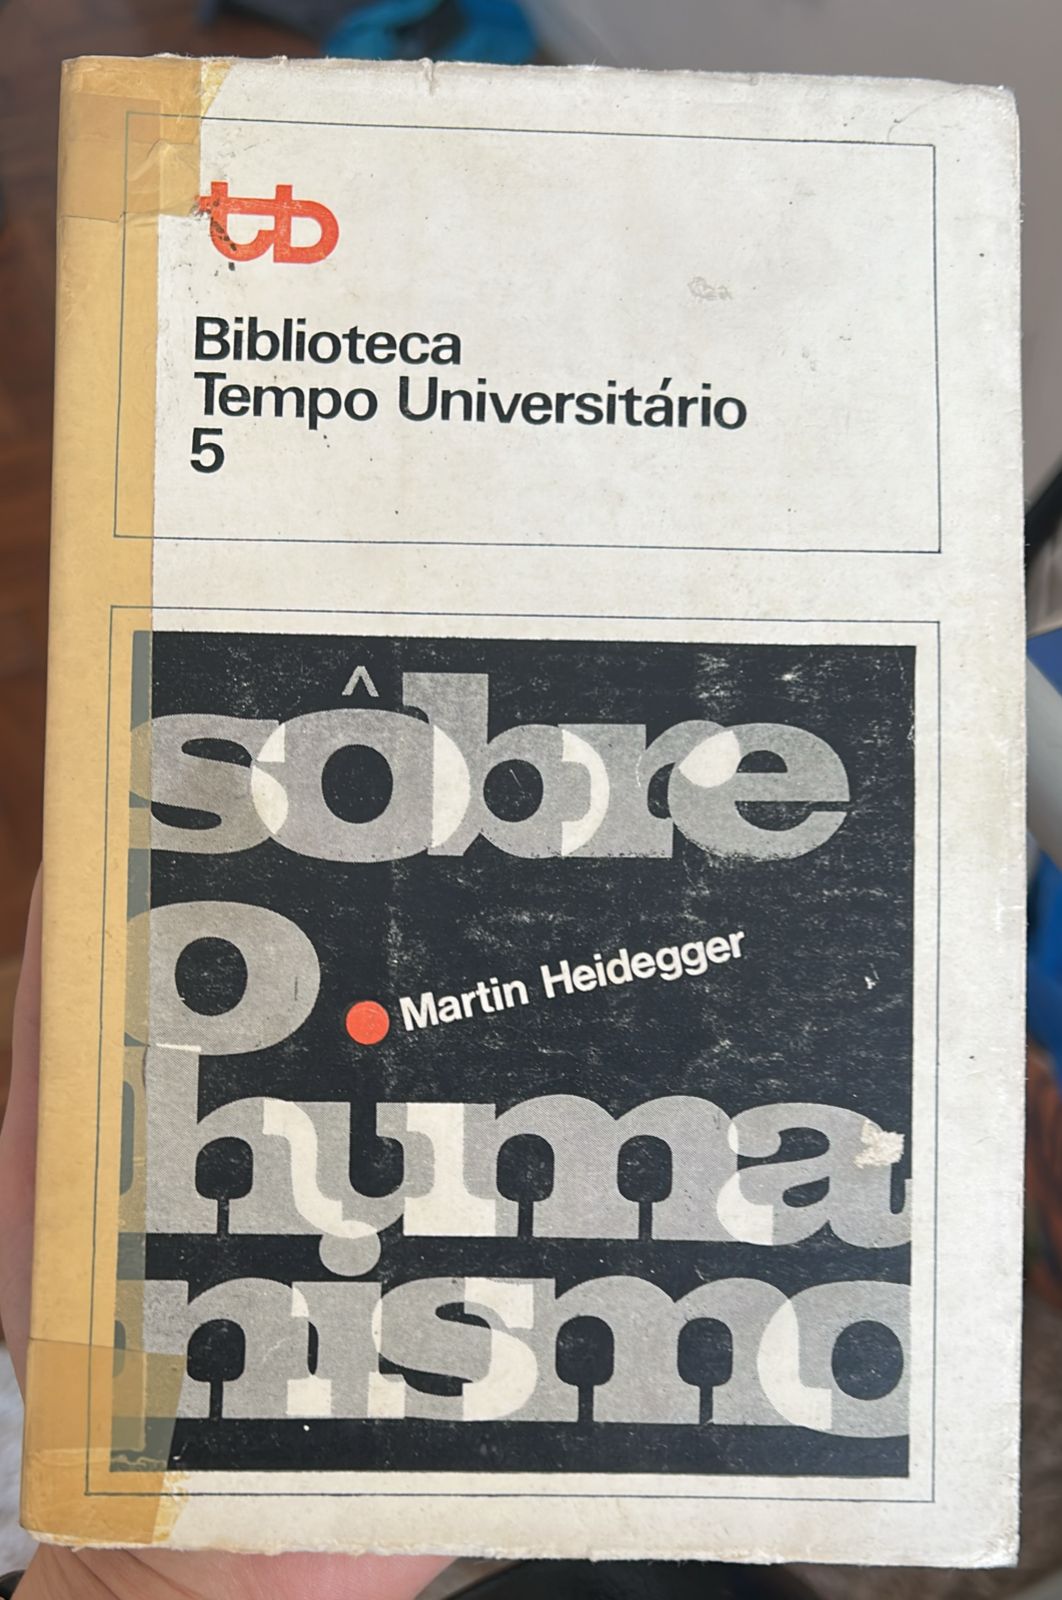 tb
Biblioteca
Tempo Universitário
5
sôbre
o
Martin Heidegger
huma
nismo